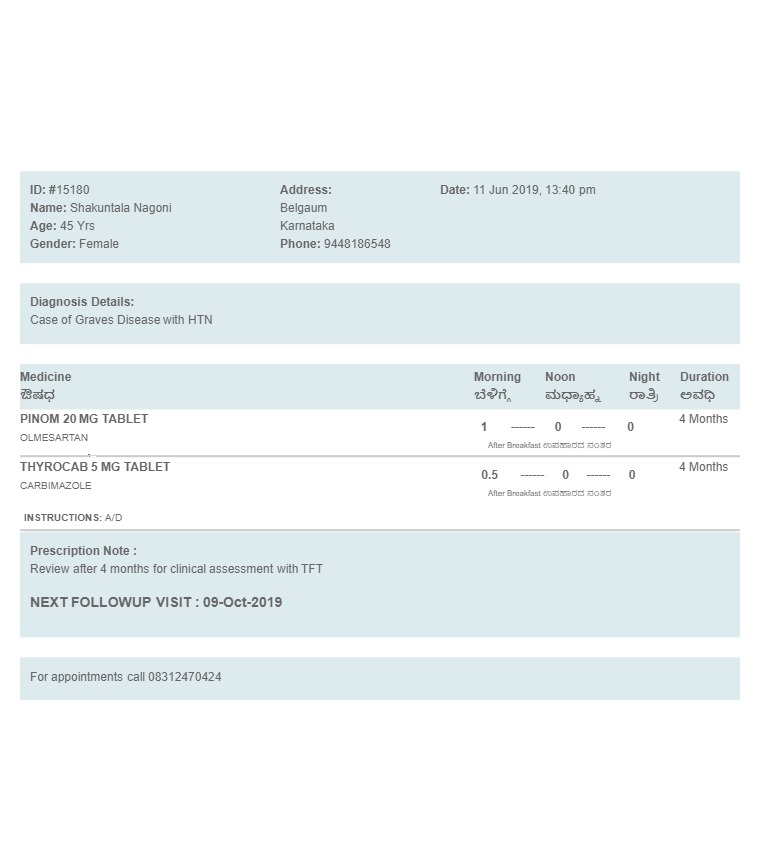 ID: #15180
Name: Shakuntala Nagoni
Age: 45 Yrs
Gender: Female
Address:
Belgaum
Karnataka
Phone: 9448186548
Date: 11 Jun 2019, 13:40 pm
Diagnosis Details:
Case of Graves Disease with HTN
Medicine Morning Noon Night Duration
ಔಷಧ ಬೆಳಿಗ್ಗೆ ಮಧ್ಯಾಹ್ನ ರಾತ್ರಿ ಅವಧಿ
PINOM 20 MG TABLET 4 Months
1 ------ 0 ------ 0
OLMESARTAN
After Breakfast ಉಪಹಾರದ ನಂತರ
THYROCAB 5 MG TABLET 4 Months
0.5 ------ 0 ------ 0
CARBIMAZOLE
After Breakfast ಉಪಹಾರದ ನಂತರ
INSTRUCTIONS: A/D
Prescription Note :
Review after 4 months for clinical assessment with TFT
NEXT FOLLOWUP VISIT : 09-Oct-2019
For appointments call 08312470424